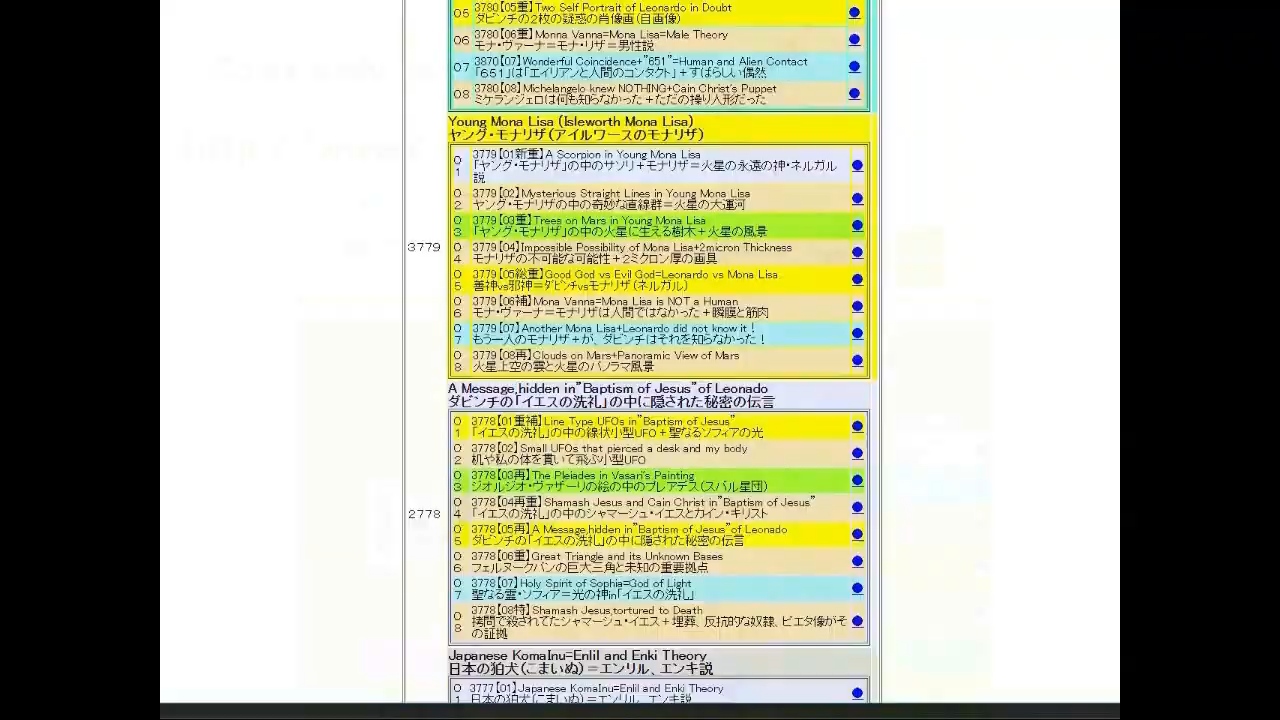 05 3780【05重】Two Self Portrait of Leonardo in Doubt
ダビンチの2枚の疑惑の肖像画(自画像)
06 3780【06重】Monna Vanna=Mona Lisa=Male Theory
モナ・ヴァーナ＝モナ・リザ＝男性説
07 3870【07】Wonderful Coincidence+"651"=Human and Alien Contact
「651」は「エイリアンと人間のコンタクト」+すばらしい偶然
08 3780【08】Michelangelo knew NOTHING+Cain Christ's Puppet
ミケランジェロは何も知らなかった+ただの操り人形だった
Young Mona Lisa (Isleworth Mona Lisa)
ヤング・モナリザ(アイルワースのモナリザ)
3779
01 3779【01新重】A Scorpion in Young Mona Lisa
「ヤング・モナリザ」の中のサソリ+モナリザ＝火星の永遠の神・ネルガル
説
02 3779【02】Mysterious Straight Lines in Young Mona Lisa
ヤング・モナリザの中の奇妙な直線群＝火星の大運河
03 3779【03重】Trees on Mars in Young Mona Lisa
「ヤング・モナリザ」の中の火星に生える樹木+火星の風景
04 3779【04】Impossible Possibility of Mona Lisa+2micron Thickness
モナリザの不可能な可能性+2ミクロン厚の画具
05 3779【05総重】Good God vs Evil God=Leonardo vs Mona Lisa
善神vs邪神＝ダビンチvsモナリザ(ネルガル)
06 3779【06補】Mona Vanna=Mona Lisa is NOT a Human
モナ・ヴァーナ＝モナリザは人間ではなかった+瞬膜と筋肉
07 3779【07】Another Mona Lisa+Leonardo did not know it！
もう一人のモナリザ+が、ダビンチはそれを知らなかった！
08 3779【08再】Clouds on Mars+Panoramic View of Mars
火星上空の雲と火星のパノラマ風景
A Message,hidden in"Baptism of Jesus"of Leonado
ダビンチの「イエスの洗礼」の中に隠された秘密の伝言
2778
01 3778【01重補】Line Type UFOs in"Baptism of Jesus"
「イエスの洗礼」の中の線状小型UFO+聖なるソフィアの光
02 3778【02】Small UFOs that pierced a desk and my body
机や私の体を貫いて飛ぶ小型UFO
03 3778【03再】The Pleiades in Vasari's Painting
ジオルジオ・ヴァザーリの絵の中のプレアデス(スバル星団)
04 3778【04再重】Shamash Jesus and Cain Christ in"Baptism of Jesus"
「イエスの洗礼」の中のシャマーシュ・イエスとカイン・キリスト
05 3778【05再】A Message,hidden in"Baptism of Jesus"of Leonado
ダビンチの「イエスの洗礼」の中に隠された秘密の伝言
06 3778【06重】Great Triangle and its Unknown Bases
フェルヌークバンの巨大三角と未知の重要拠点
07 3778【07】Holy Spirit of Sophia=God of Light
聖なる霊・ソフィア＝光の神in「イエスの洗礼」
08 3778【08特】Shamash Jesus,tortured to Death
拷問で殺されてたシャマーシュ・イエス+埋葬、反抗的な奴隷、ピエタ像がそ
の証拠
Japanese KomaInu=Enlil and Enki Theory
日本の狛犬(こまいぬ)＝エンリル、エンキ説
01 3777【01】Japanese KomaInu=Enlil and Enki Theory
日本の狛犬(こまいぬ)＝エンリル、エンキ説